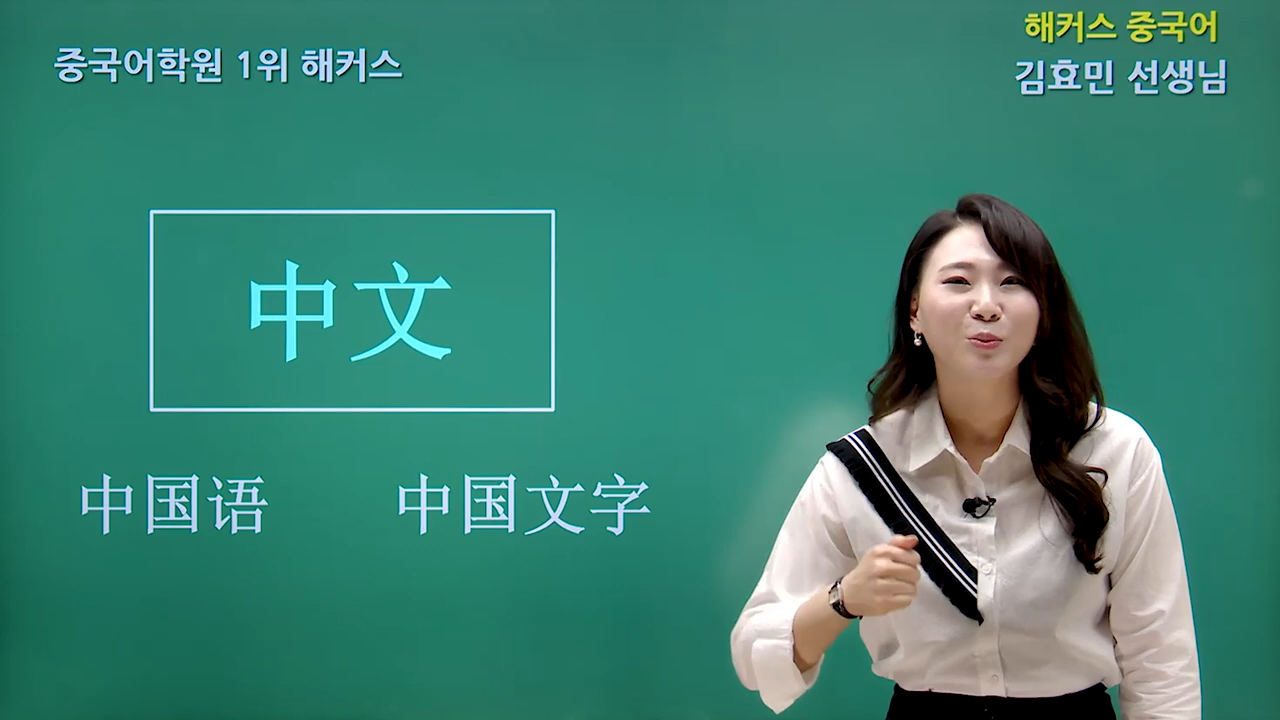 중국어학원 1위 해커스
해커스 중국어
김효민 선생님
中文
中国语 中国文字